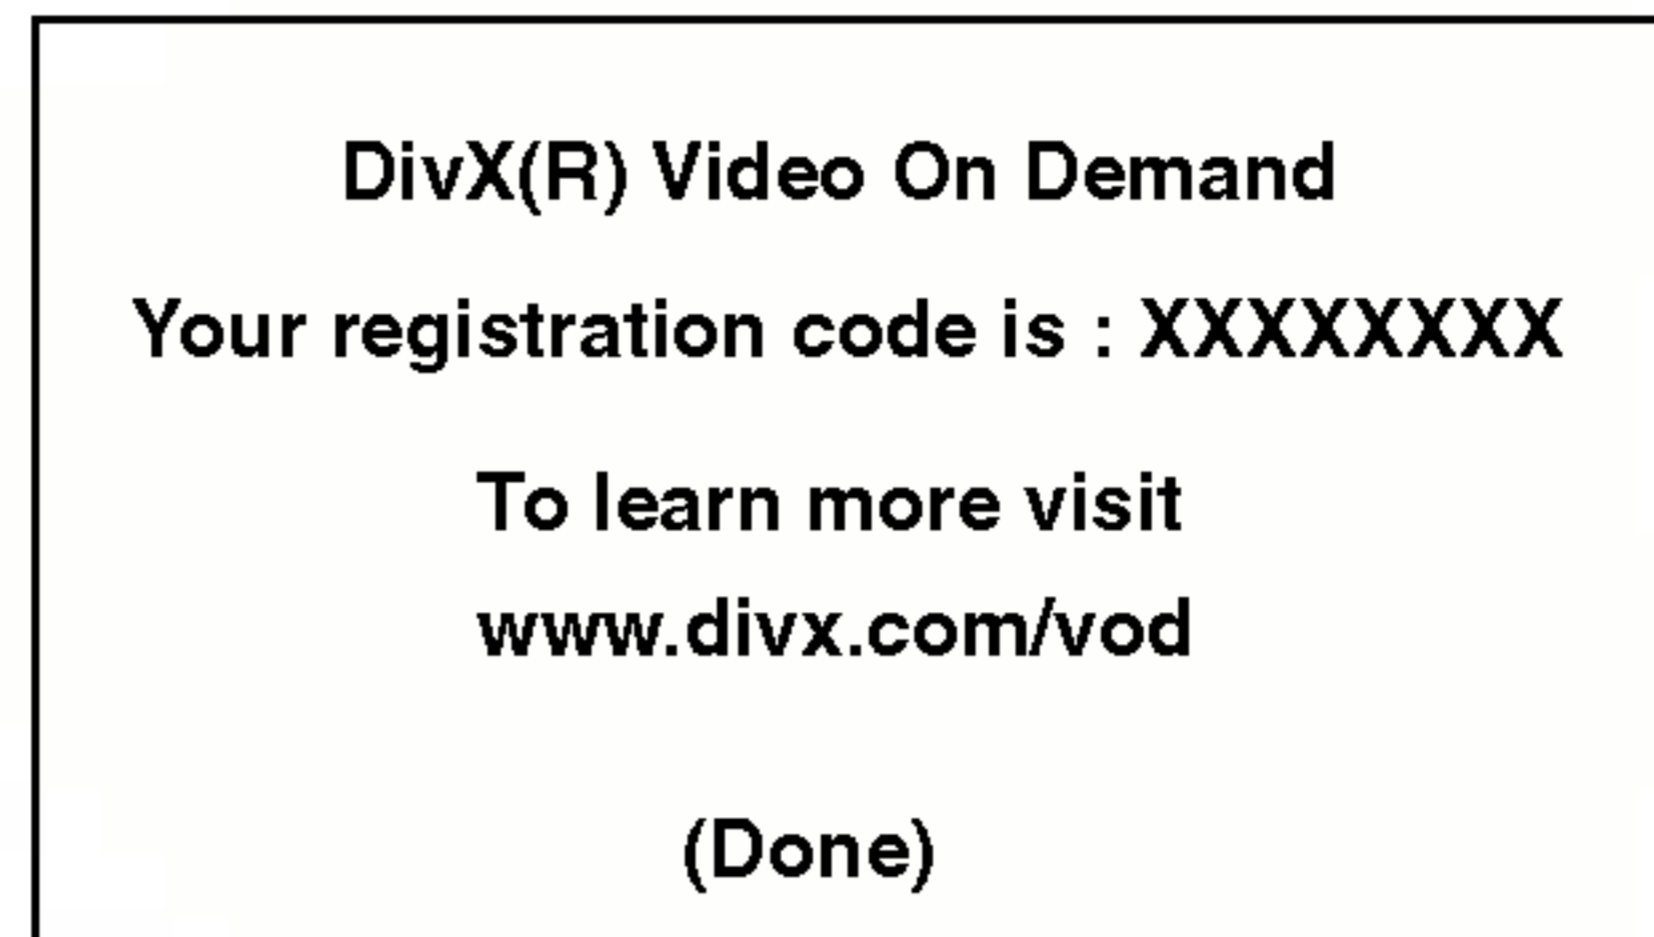 DivX(R) Video On Demand
Your registration code is : XXXXXXXX
To learn more visit
www.divx.com/vod
(Done)